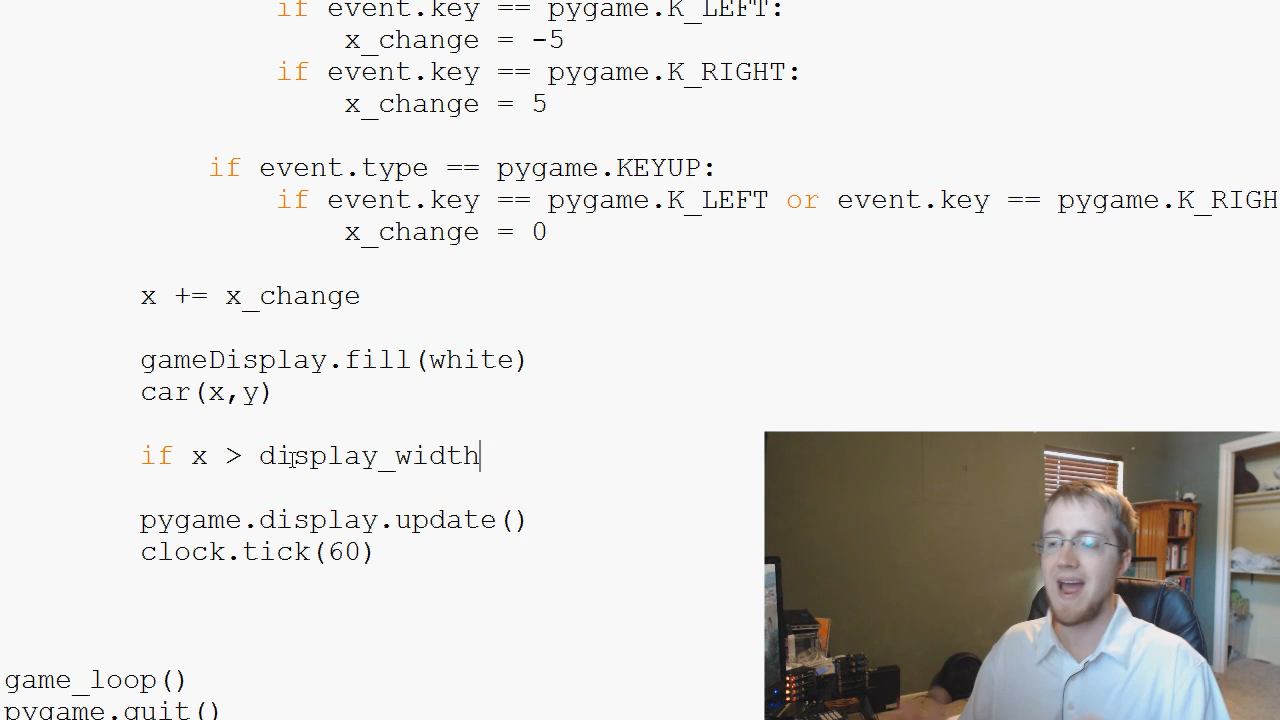 if event.key == pygame.K_LEFT:
x_change = -5
if event.key == pygame.K_RIGHT:
x_change = 5
if event.type == pygame.KEYUP:
if event.key == pygame.K_LEFT or event.key == pygame.K_RIGH
x_change = 0
x += x_change
gameDisplay.fill(white)
car(x,y)
if x > display_width
pygame.display.update()
clock.tick(60)
game_loop()
pygame.quit()